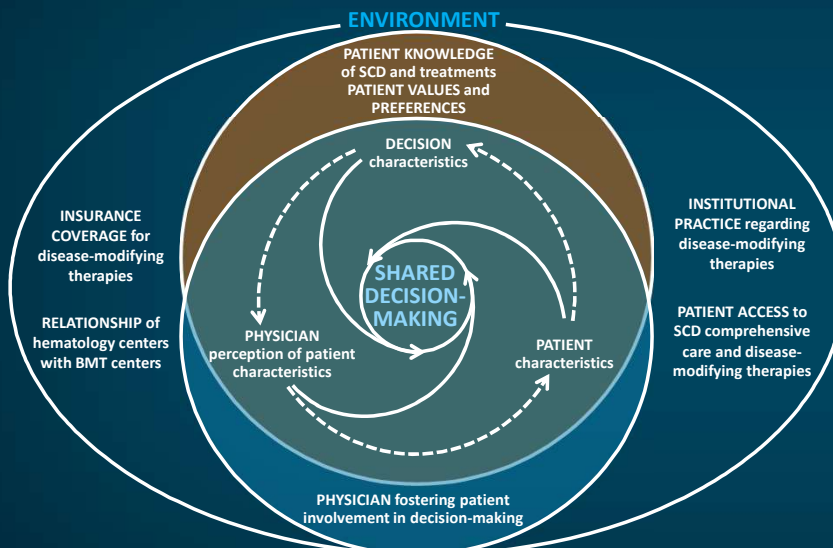 ENVIRONMENT
PATIENT KNOWLEDGE
of SCD and treatments
PATIENT VALUES and
PREFERENCES
DECISION
characteristics
INSURANCE
COVERAGE for
disease-modifying
therapies
RELATIONSHIP of
hematology centers
with BMT centers
SHARED
DECISION-
MAKING
PHYSICIAN
perception of patient
characteristics
PATIENT
characteristics
INSTITUTIONAL
PRACTICE regarding
disease-modifying
therapies
PATIENT ACCESS to
SCD comprehensive
care and disease-
modifying therapies
PHYSICIAN fostering patient
involvement in decision-making